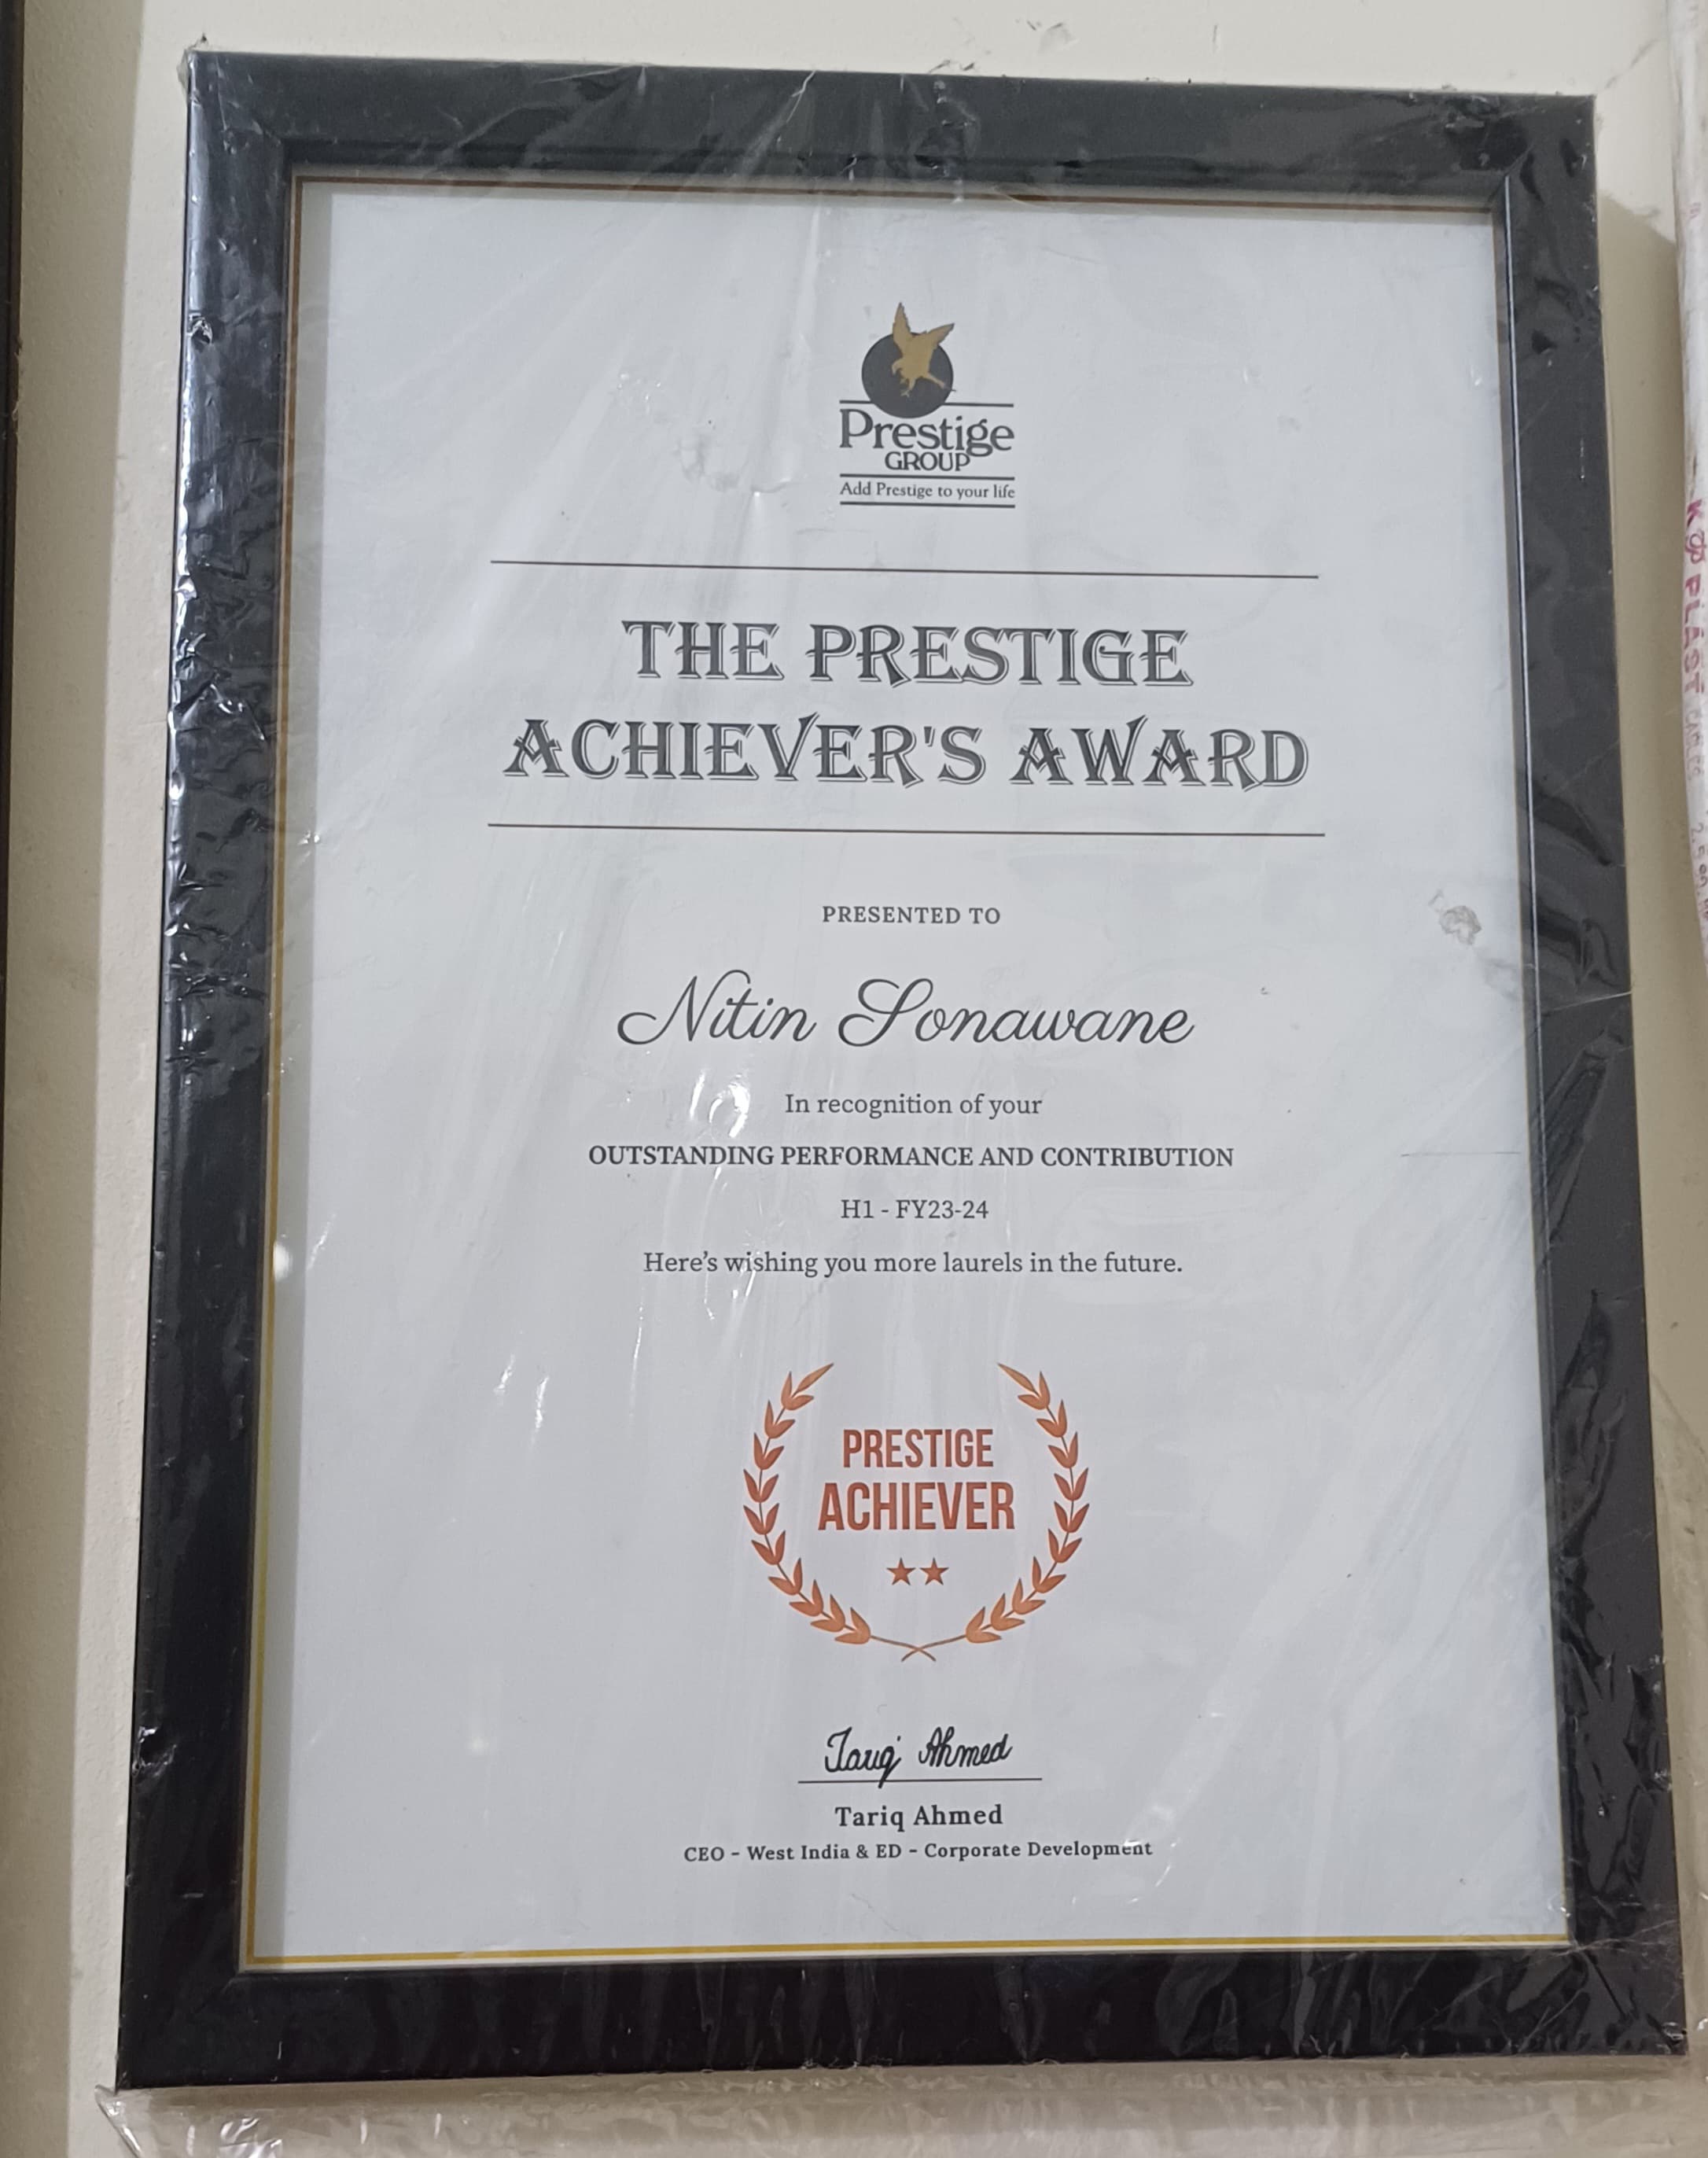 Prestige
GROUP
Add Prestige to your life
THE PRESTIGE
ACHIEVER'S AWARD
PRESENTED TO
Nitin Sonawane
In recognition of your
OUTSTANDING PERFORMANCE AND CONTRIBUTION
H1 - FY23-24
Here’s wishing you more laurels in the future.
PRESTIGE
ACHIEVER
Tariq Ahmed
Tariq Ahmed
CEO – West India & ED – Corporate Development
PLAST